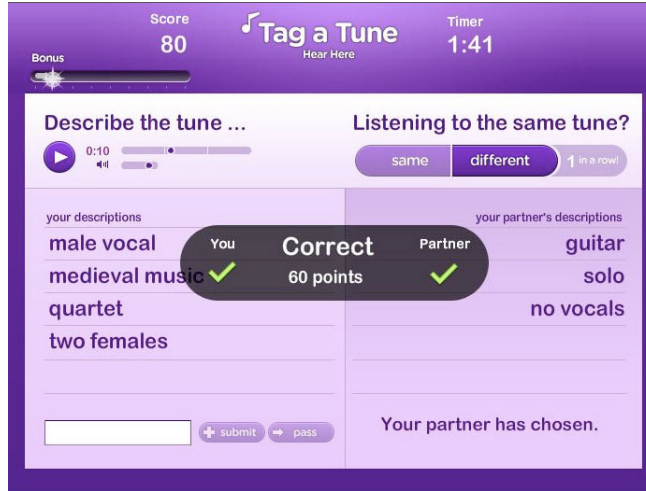 Score
80
Tag a Tune
Hear Here
Timer
1:41
Bonus
Describe the tune ...
0:10
Listening to the same tune?
same
different
1 in a row!
your descriptions
male vocal
medieval music
quartet
two females
You
Correct
60 points
Partner
your partner's descriptions
guitar
solo
no vocals
submit
pass
Your partner has chosen.